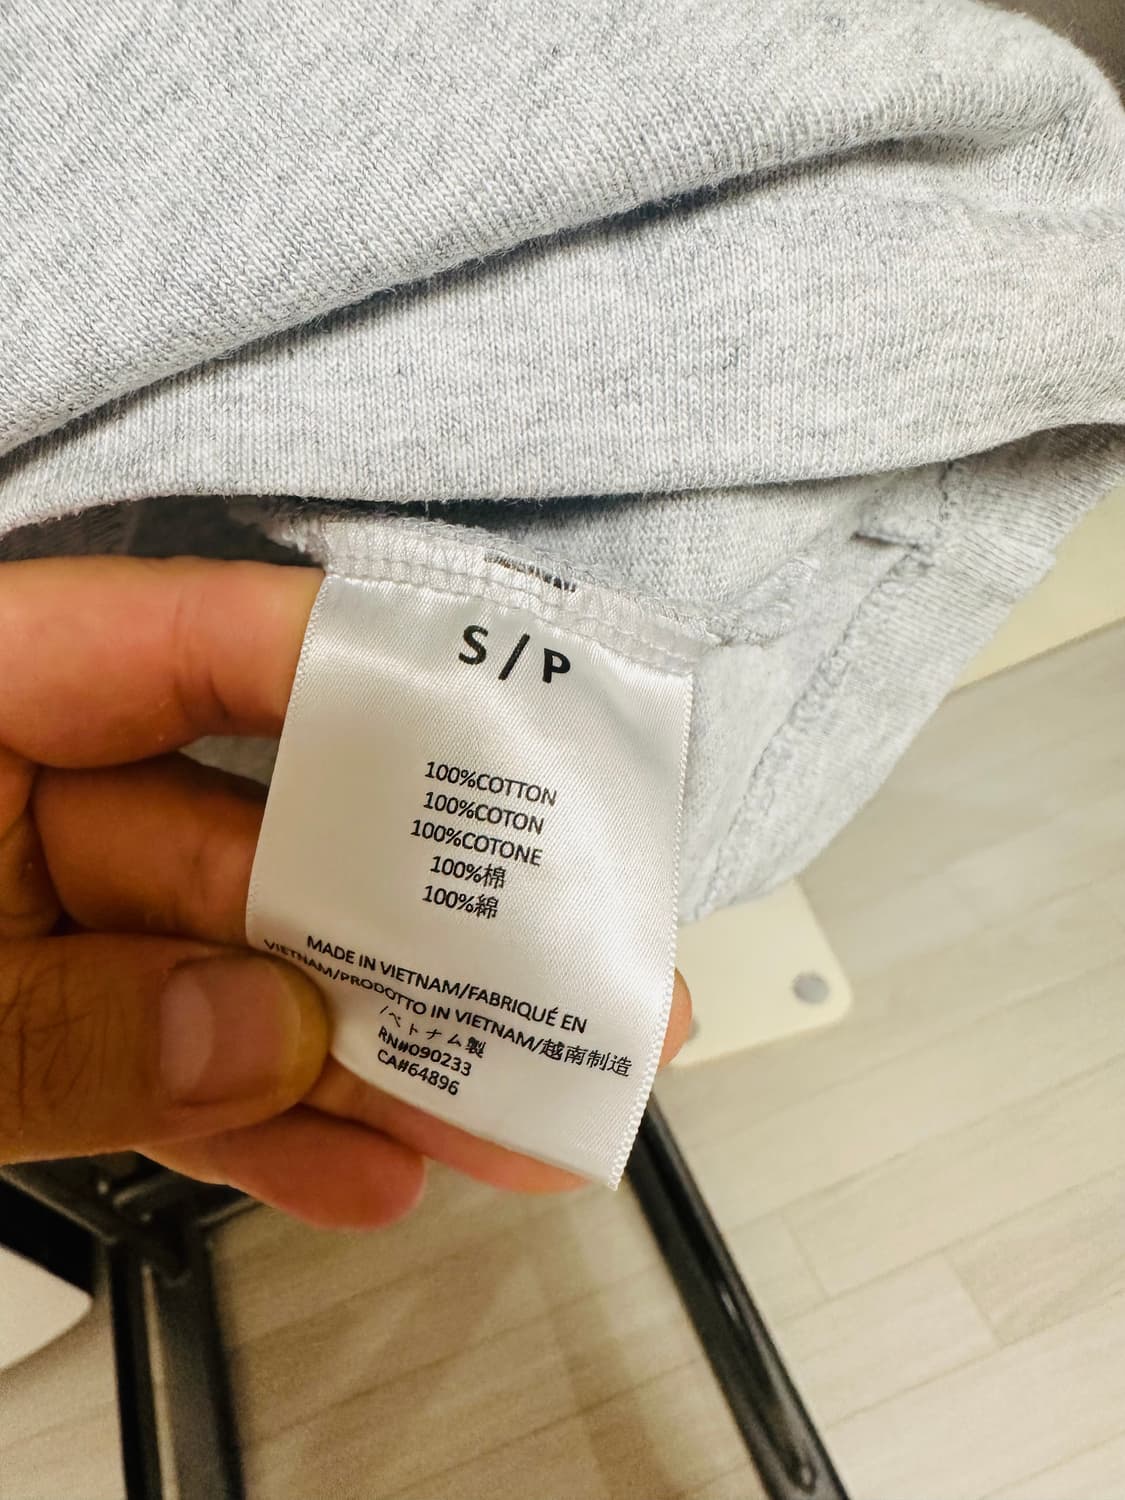 S/P
100%COTTON
100%COTON
100%COTONE
100%棉
100%綿
MADE IN VIETNAM/FABRIQUÉ EN
VIETNAM/PRODOTTO IN VIETNAM/越南制造
/ベトナム製
RN#090233
CA#64896